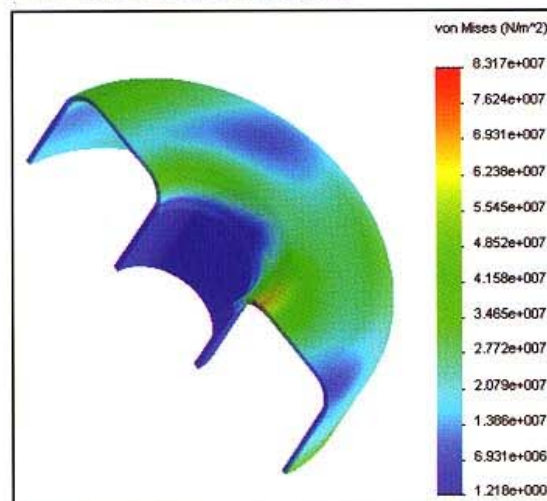 von Mises (N/m^2)
8.317e+007
7.624e+007
6.931e+007
6.238e+007
5.545e+007
4.852e+007
4.158e+007
3.465e+007
2.772e+007
2.079e+007
1.386e+007
6.931e+006
1.218e+000